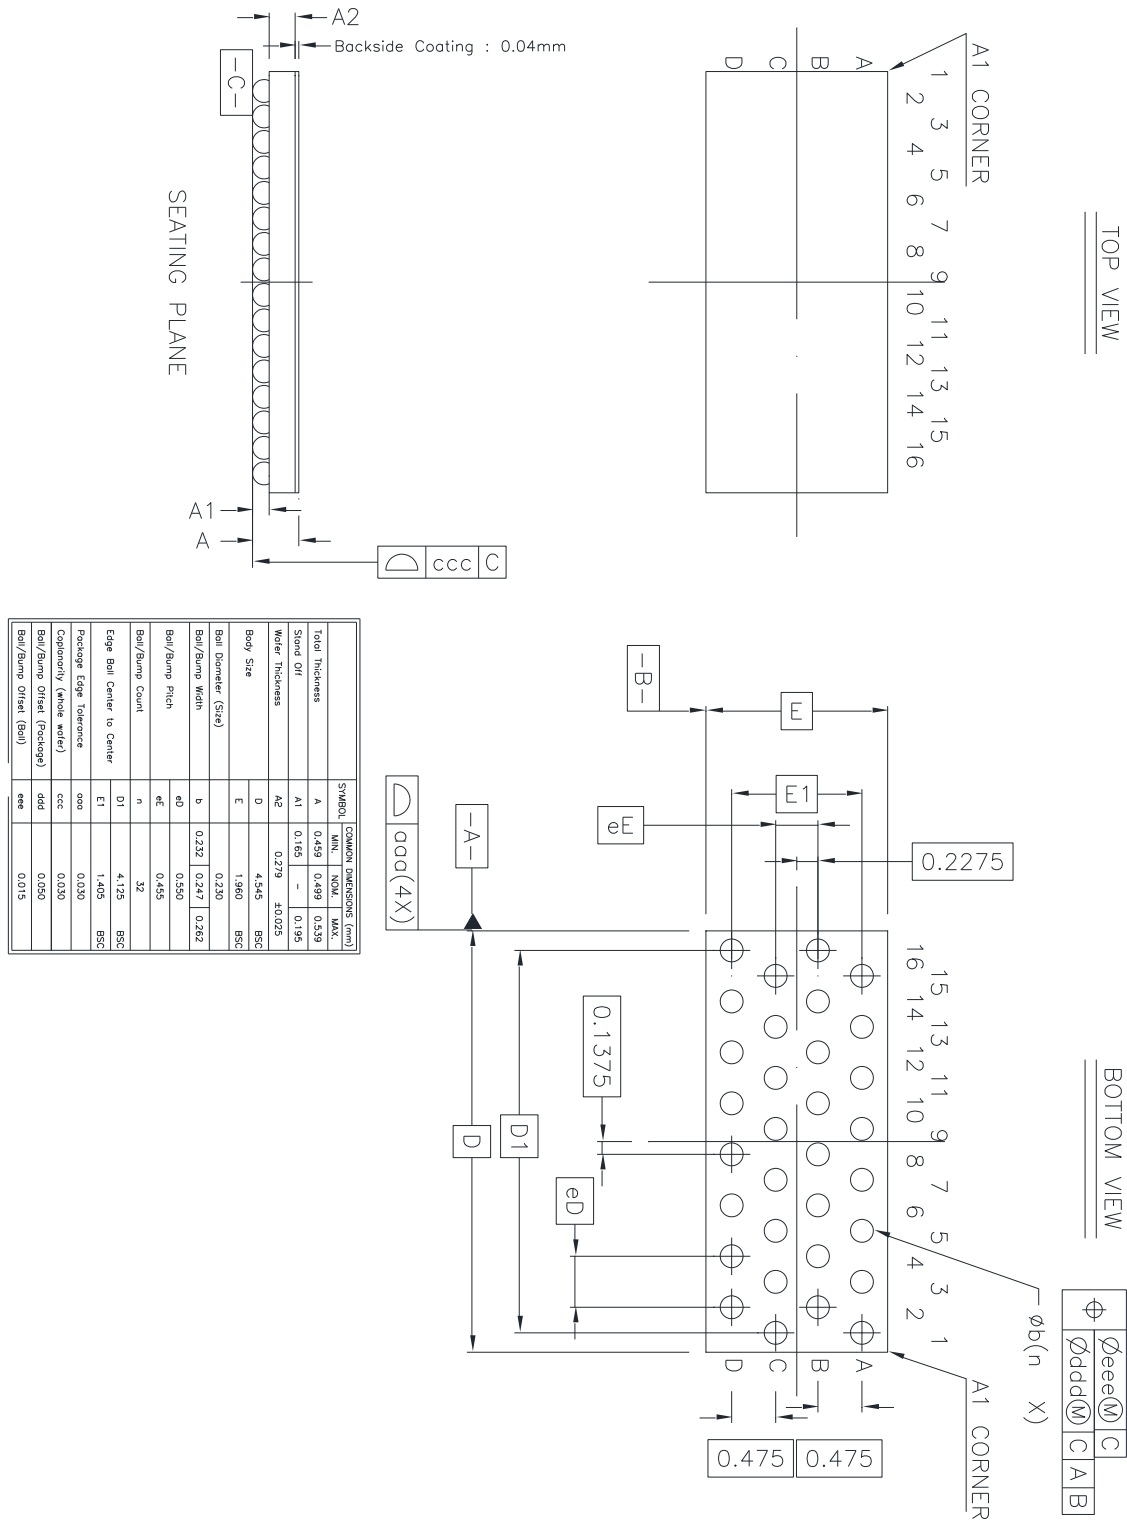 TOP VIEW
A1 CORNER
1 3 5 7 9 11 13 15
2 4 6 8 10 12 14 16
A
B
C
D
A2
Backside Coating : 0.04mm
-C-
SEATING PLANE
A1
A
ccc C
BOTTOM VIEW
Øeee Ⓜ C
Øddd Ⓜ C A B
Øb(n X)
A1 CORNER
15 13 11 9 7 5 3 1
16 14 12 10 8 6 4 2
A
B
C
D
0.475
0.475
0.2275
E
E1
eE
-B-
-A-
aaa(4X)
0.1375
eD
D1
D
SYMBOL COMMON DIMENSIONS (mm)
MIN. NOM. MAX.
Total Thickness A 0.459 0.499 0.539
Stand Off A1 0.165 - 0.195
Wafer Thickness A2 0.279 ±0.025
Body Size D 4.545 BSC
E 1.960 BSC
Ball Diameter (Size) 0.230
Ball/Bump Width b 0.232 0.247 0.262
Ball/Bump Pitch eD 0.550
eE 0.455
Ball/Bump Count n 32
Edge Ball Center to Center D1 4.125 BSC
E1 1.405 BSC
Package Edge Tolerance aaa 0.030
Coplanarity (whole wafer) ccc 0.030
Ball/Bump Offset (Package) ddd 0.050
Ball/Bump Offset (Ball) eee 0.015